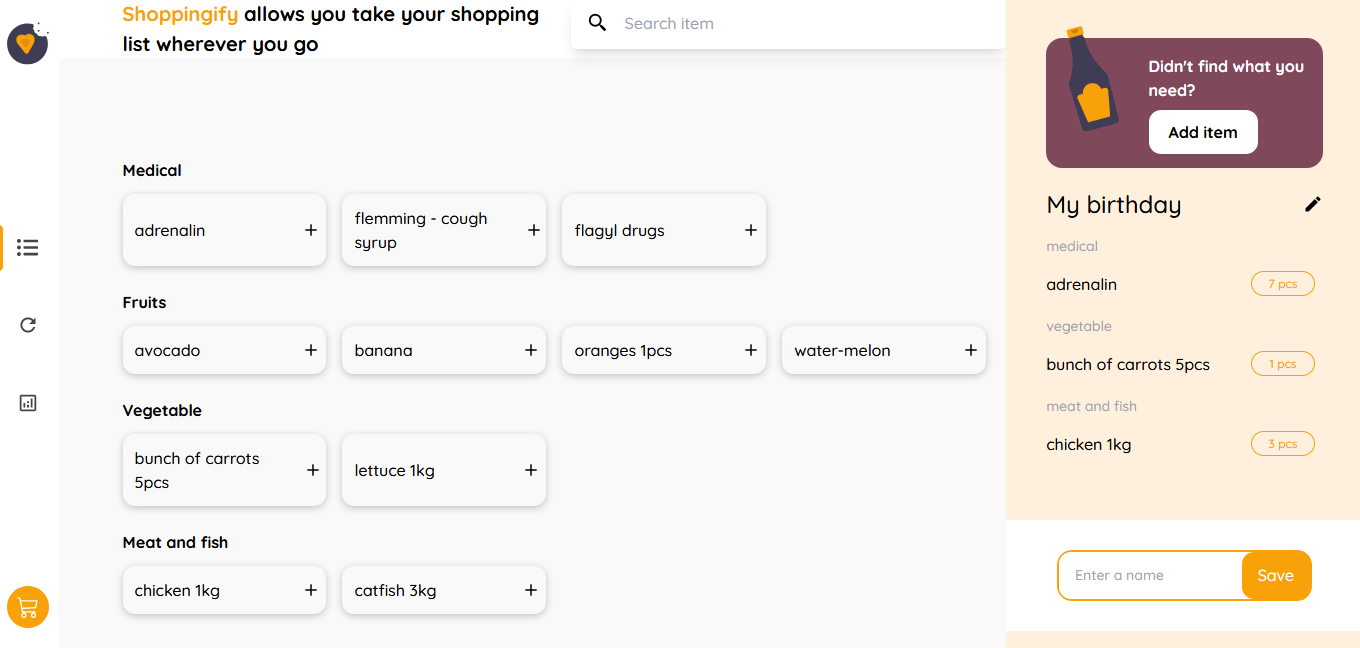 Shoppingify allows you take your shopping
list wherever you go
Search item
Medical
adrenalin
flemming - cough
syrup
flagyl drugs
Fruits
avocado
banana
oranges 1pcs
water-melon
Vegetable
bunch of carrots
5pcs
lettuce 1kg
Meat and fish
chicken 1kg
catfish 3kg
Didn't find what you
need?
Add item
My birthday
medical
adrenalin
7 pcs
vegetable
bunch of carrots 5pcs
1 pcs
meat and fish
chicken 1kg
3 pcs
Enter a name
Save